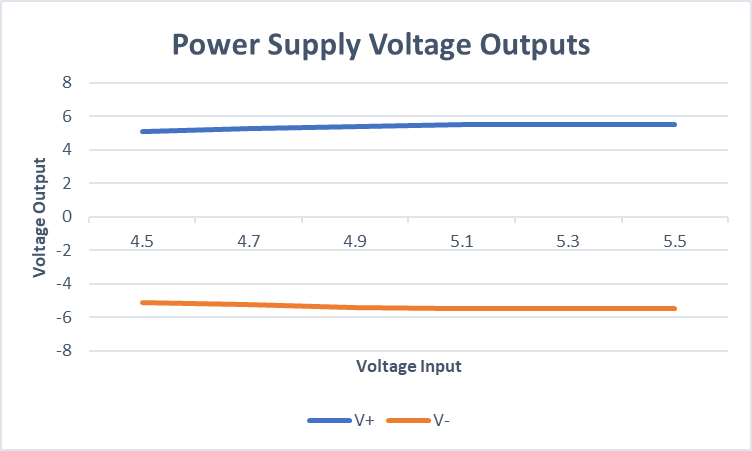 Power Supply Voltage Outputs
8
6
4
2
0
-2
-4
-6
-8
Voltage Output
4.5 4.7 4.9 5.1 5.3 5.5
Voltage Input
V+ V-